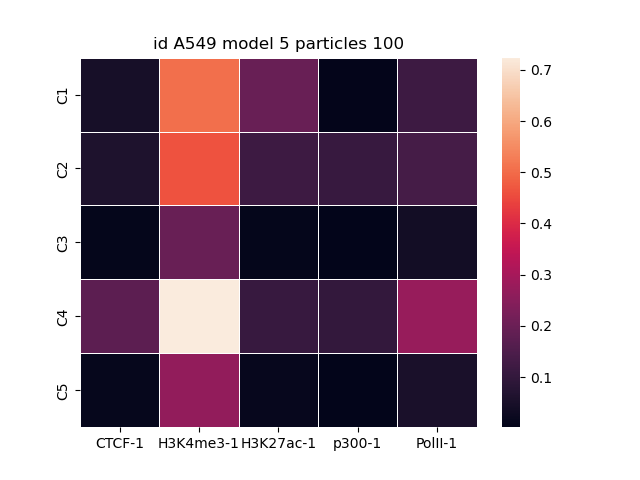 id A549 model 5 particles 100
C1
C2
C3
C4
C5
CTCF-1 H3K4me3-1 H3K27ac-1 p300-1 PolII-1
0.7
0.6
0.5
0.4
0.3
0.2
0.1